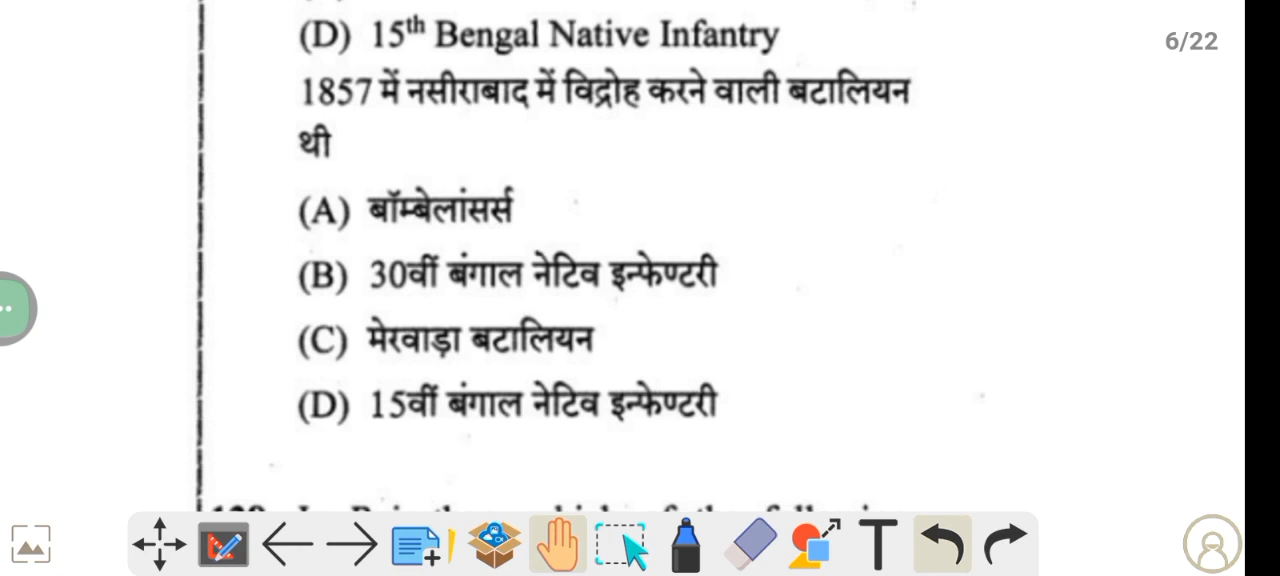 (D) 15th Bengal Native Infantry
6/22
1857 में नसीराबाद में विद्रोह करने वाली बटालियन
थी
(A) बॉम्बेलांसर्स
(B) 30वीं बंगाल नेटिव इन्फेण्टरी
(C) मेरवाड़ा बटालियन
(D) 15वीं बंगाल नेटिव इन्फेण्टरी